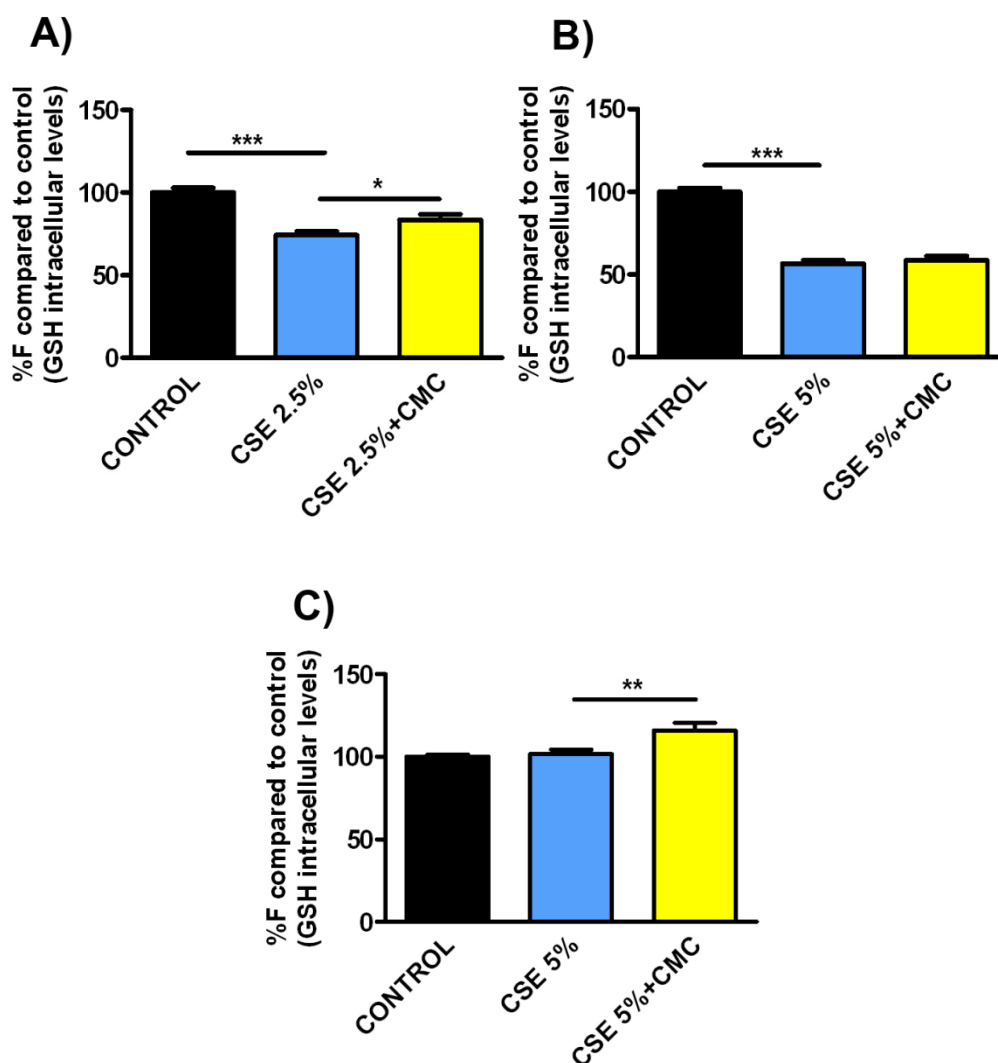 A)
%F compared to control
(GSH intracellular levels)
150
100
50
0
***
*
CONTROL
CSE 2.5%
CSE 2.5%+CMC
B)
%F compared to control
(GSH intracellular levels)
150
100
50
0
***
CONTROL
CSE 5%
CSE 5%+CMC
C)
%F compared to control
(GSH intracellular levels)
150
100
50
0
**
CONTROL
CSE 5%
CSE 5%+CMC